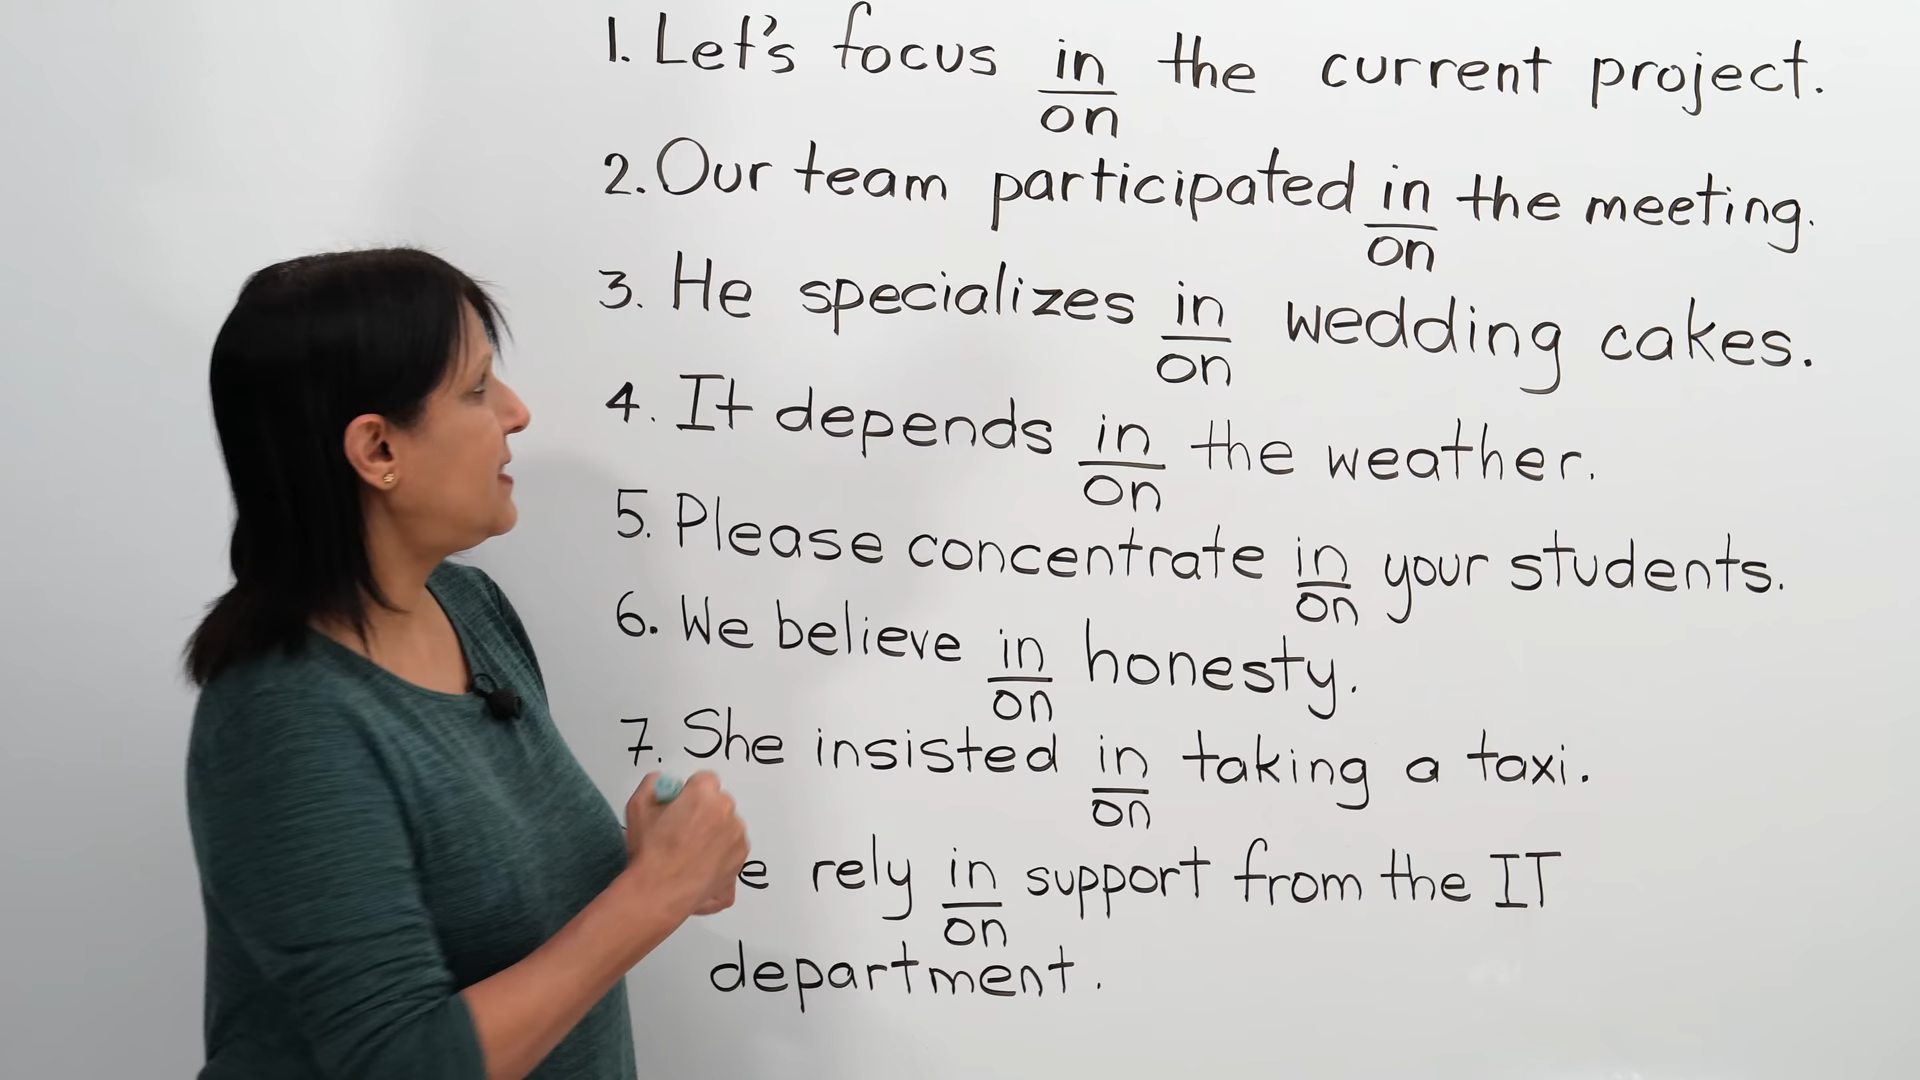 1. Let's focus in/on the current project.
2. Our team participated in/on the meeting.
3. He specializes in/on wedding cakes.
4. It depends in/on the weather.
5. Please concentrate in/on your students.
6. We believe in/on honesty.
7. She insisted in/on taking a taxi.
rely in/on support from the IT
department.